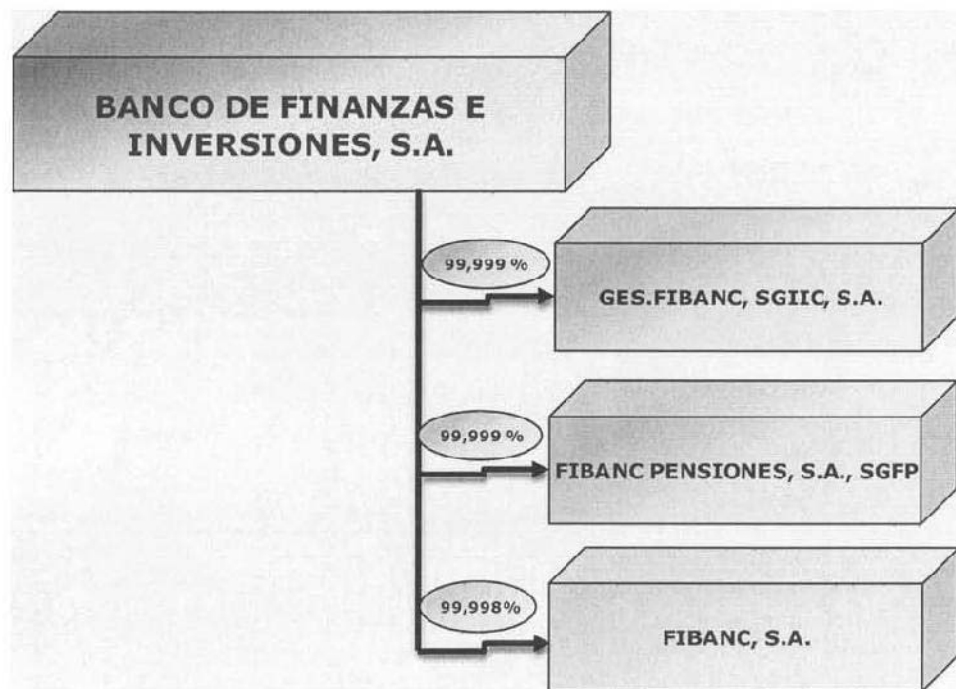 BANCO DE FINANZAS E
INVERSIONES, S.A.
99,999 %
GES.FIBANC, SGIIC, S.A.
99,999 %
FIBANC PENSIONES, S.A., SGFP
99,998%
FIBANC, S.A.